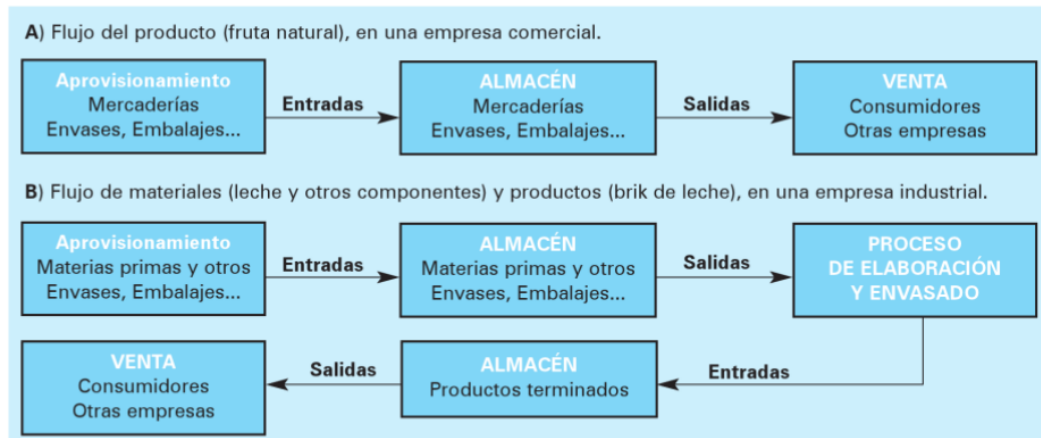 A) Flujo del producto (fruta natural), en una empresa comercial.
Aprovisionamiento
Mercaderías
Envases, Embalajes...
Entradas
ALMACÉN
Mercaderías
Envases, Embalajes...
Salidas
VENTA
Consumidores
Otras empresas
B) Flujo de materiales (leche y otros componentes) y productos (brik de leche), en una empresa industrial.
Aprovisionamiento
Materias primas y otros
Envases, Embalajes...
Entradas
ALMACÉN
Materias primas y otros
Envases, Embalajes...
Salidas
PROCESO
DE ELABORACIÓN
Y ENVASADO
Entradas
ALMACÉN
Productos terminados
Salidas
VENTA
Consumidores
Otras empresas